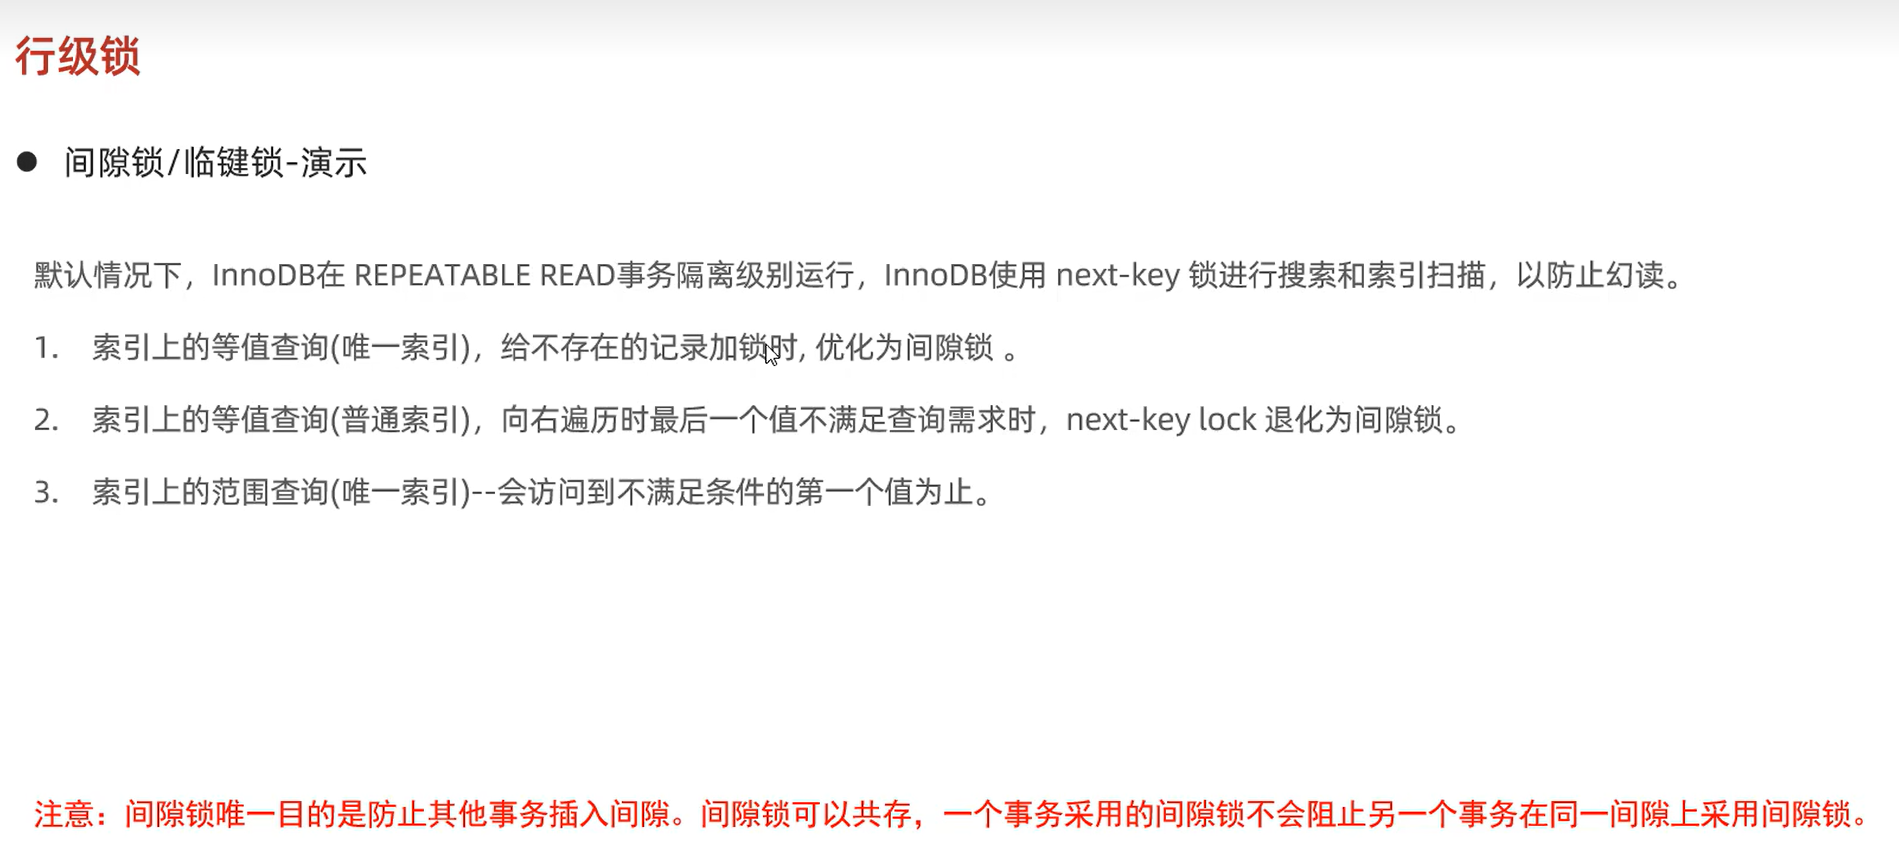 行级锁
● 间隙锁/临键锁-演示
默认情况下，InnoDB在 REPEATABLE READ事务隔离级别运行，InnoDB使用 next-key 锁进行搜索和索引扫描，以防止幻读。
1. 索引上的等值查询(唯一索引)，给不存在的记录加锁时, 优化为间隙锁 。
2. 索引上的等值查询(普通索引)，向右遍历时最后一个值不满足查询需求时，next-key lock 退化为间隙锁。
3. 索引上的范围查询(唯一索引)--会访问到不满足条件的第一个值为止。
注意：间隙锁唯一目的是防止其他事务插入间隙。间隙锁可以共存，一个事务采用的间隙锁不会阻止另一个事务在同一间隙上采用间隙锁。